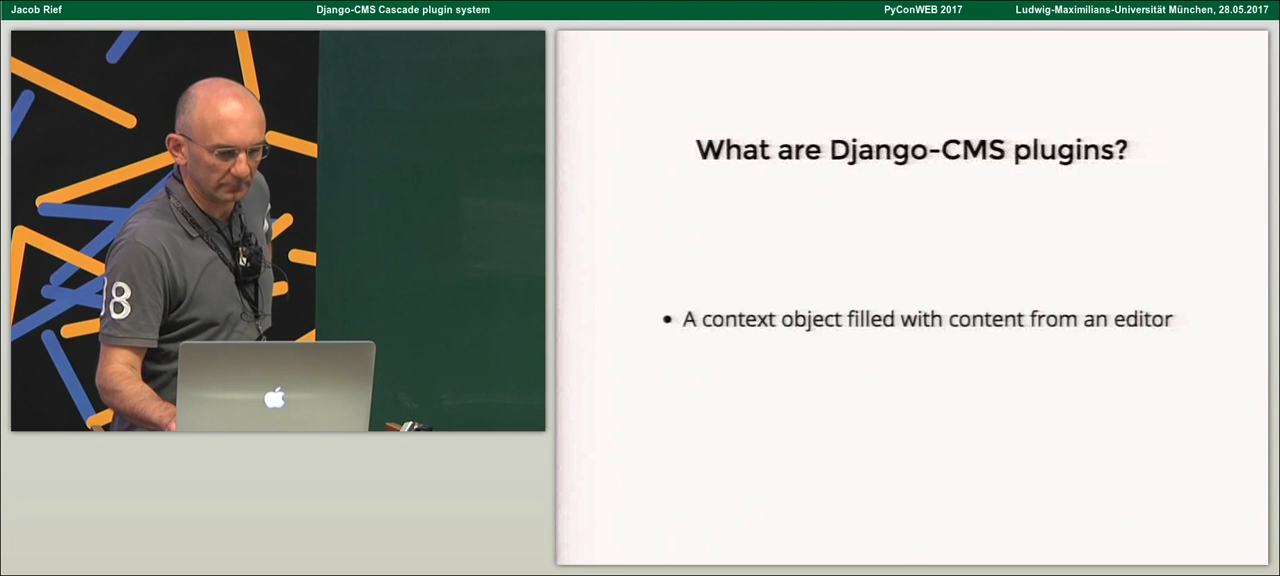 Jacob Rief
Django-CMS Cascade plugin system
PyConWEB 2017
Ludwig-Maximilians-Universität München, 28.05.2017
What are Django-CMS plugins?
• A context object filled with content from an editor
8